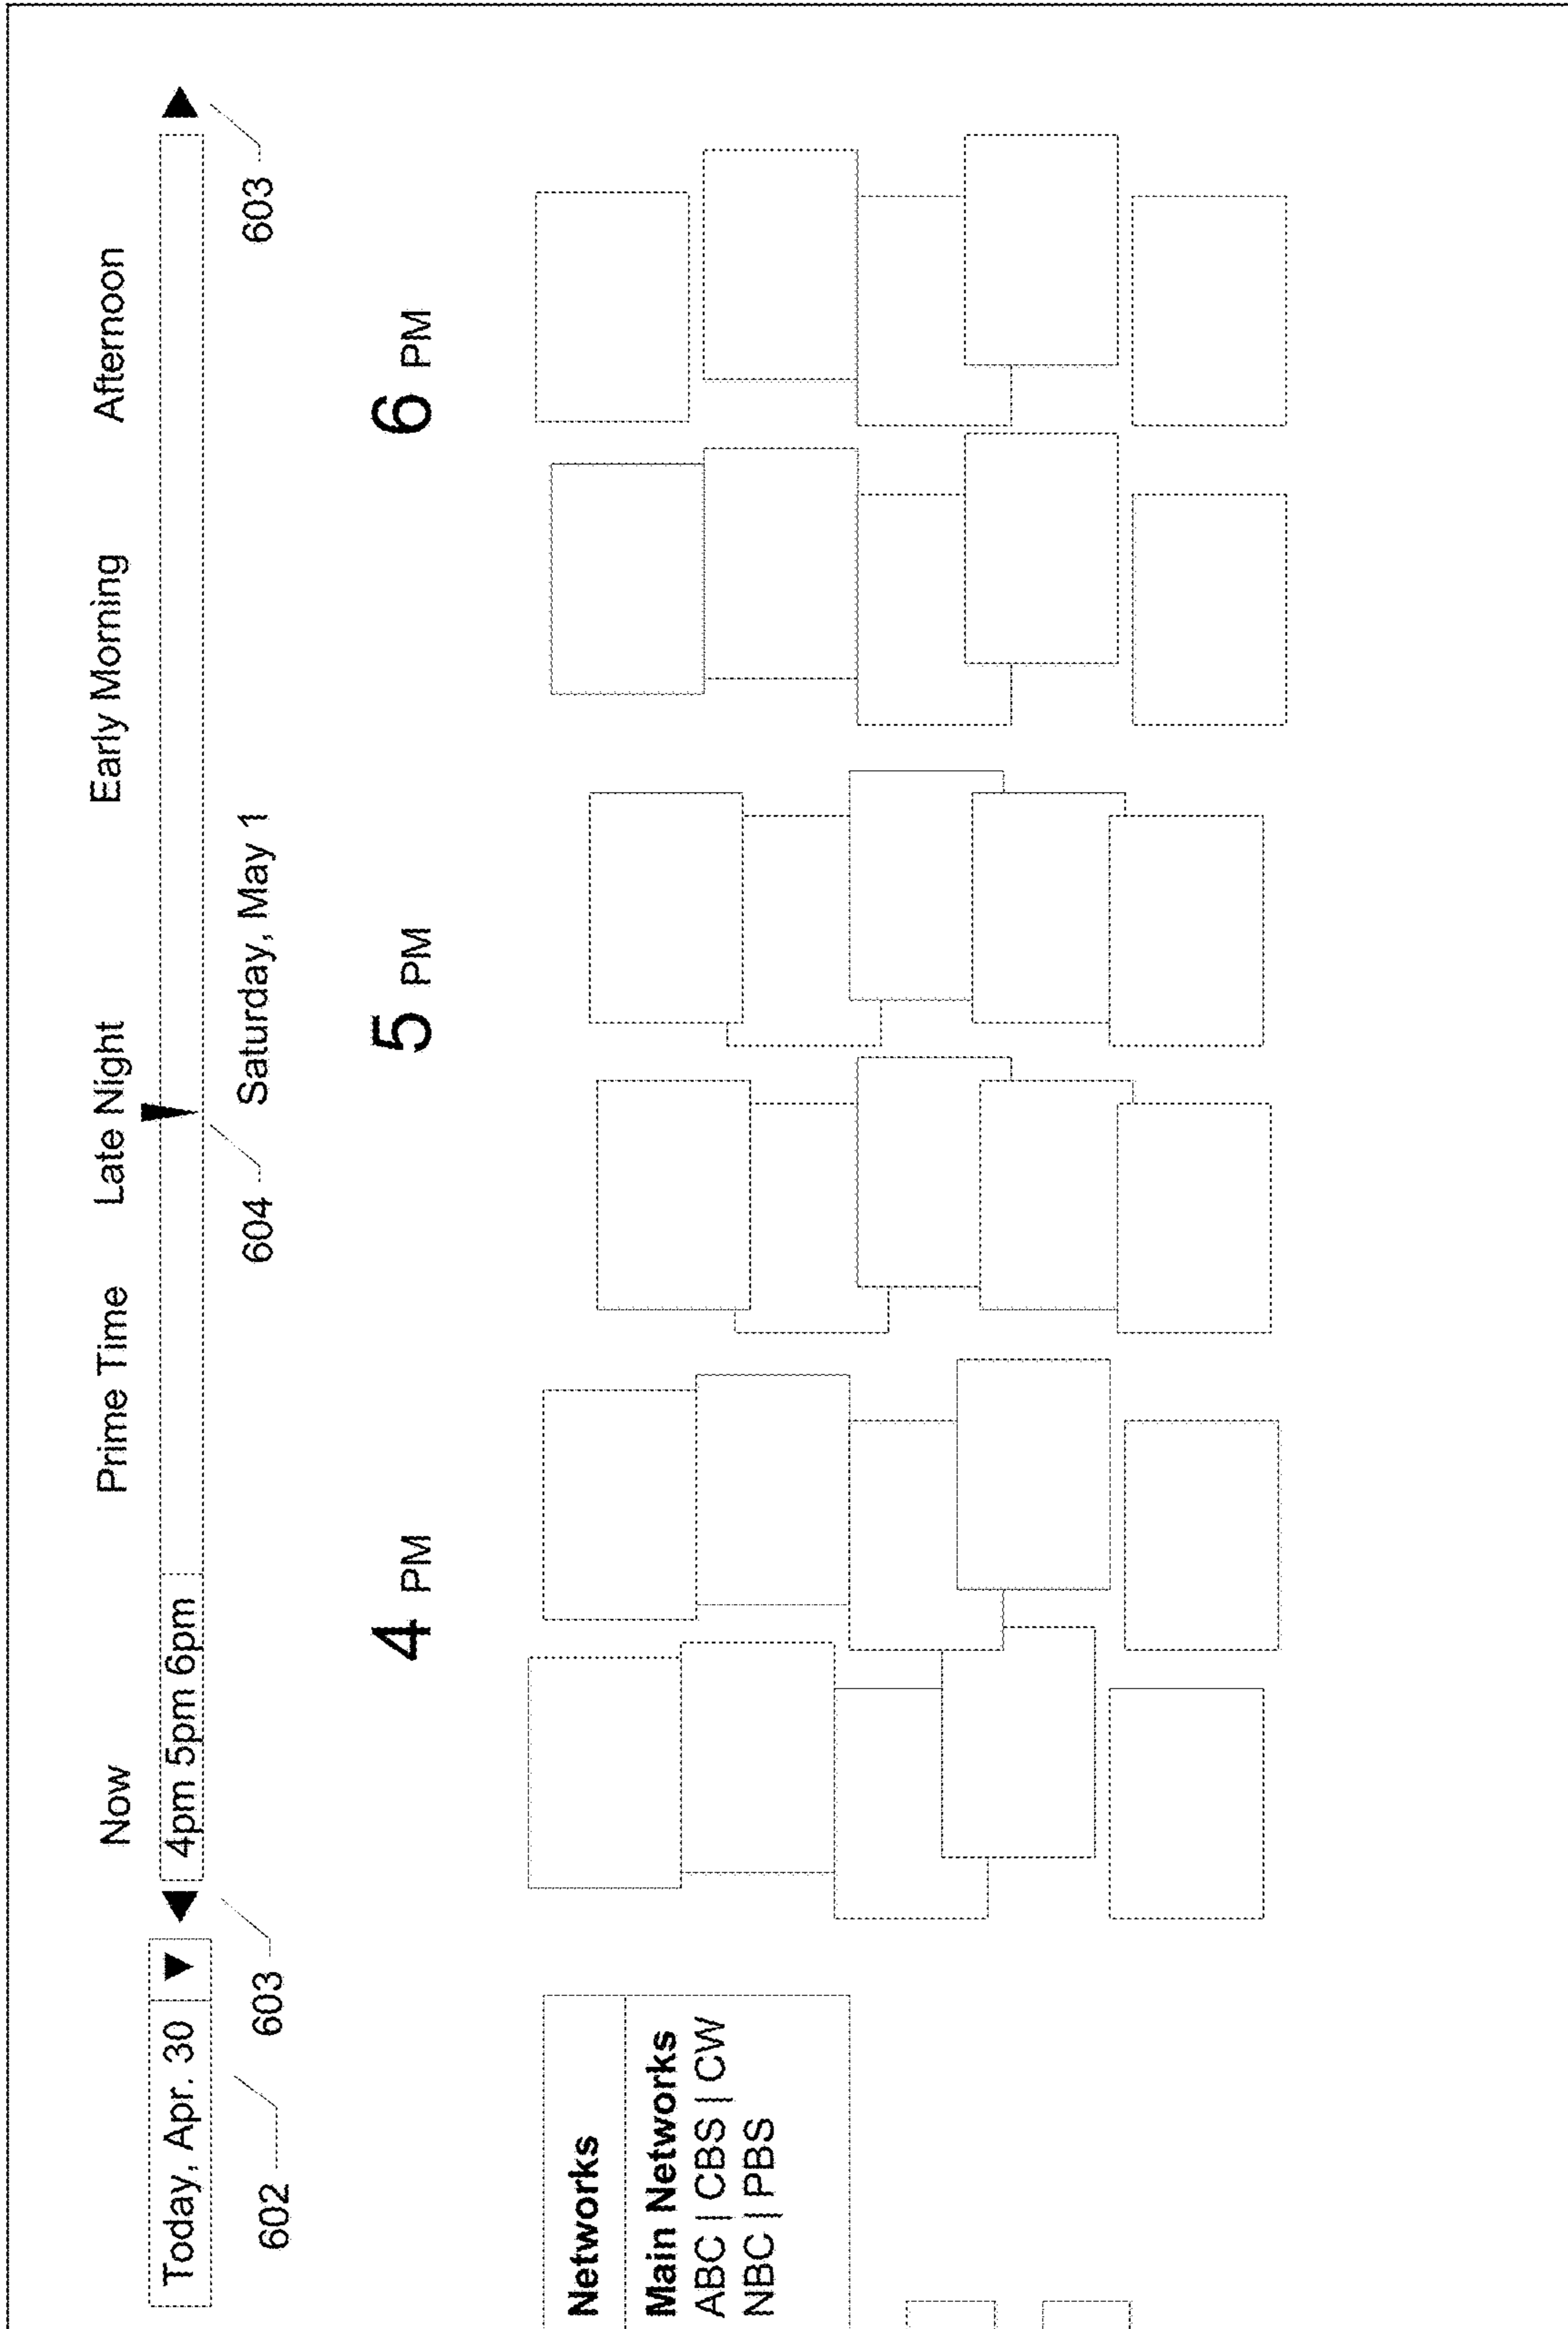 Now Prime Time Late Night Early Morning Afternoon
Today, Apr. 30 4pm 5pm 6pm
Saturday, May 1
602 603 604 603
4 PM 5 PM 6 PM
Networks
Main Networks
ABC | CBS | CW
NBC | PBS